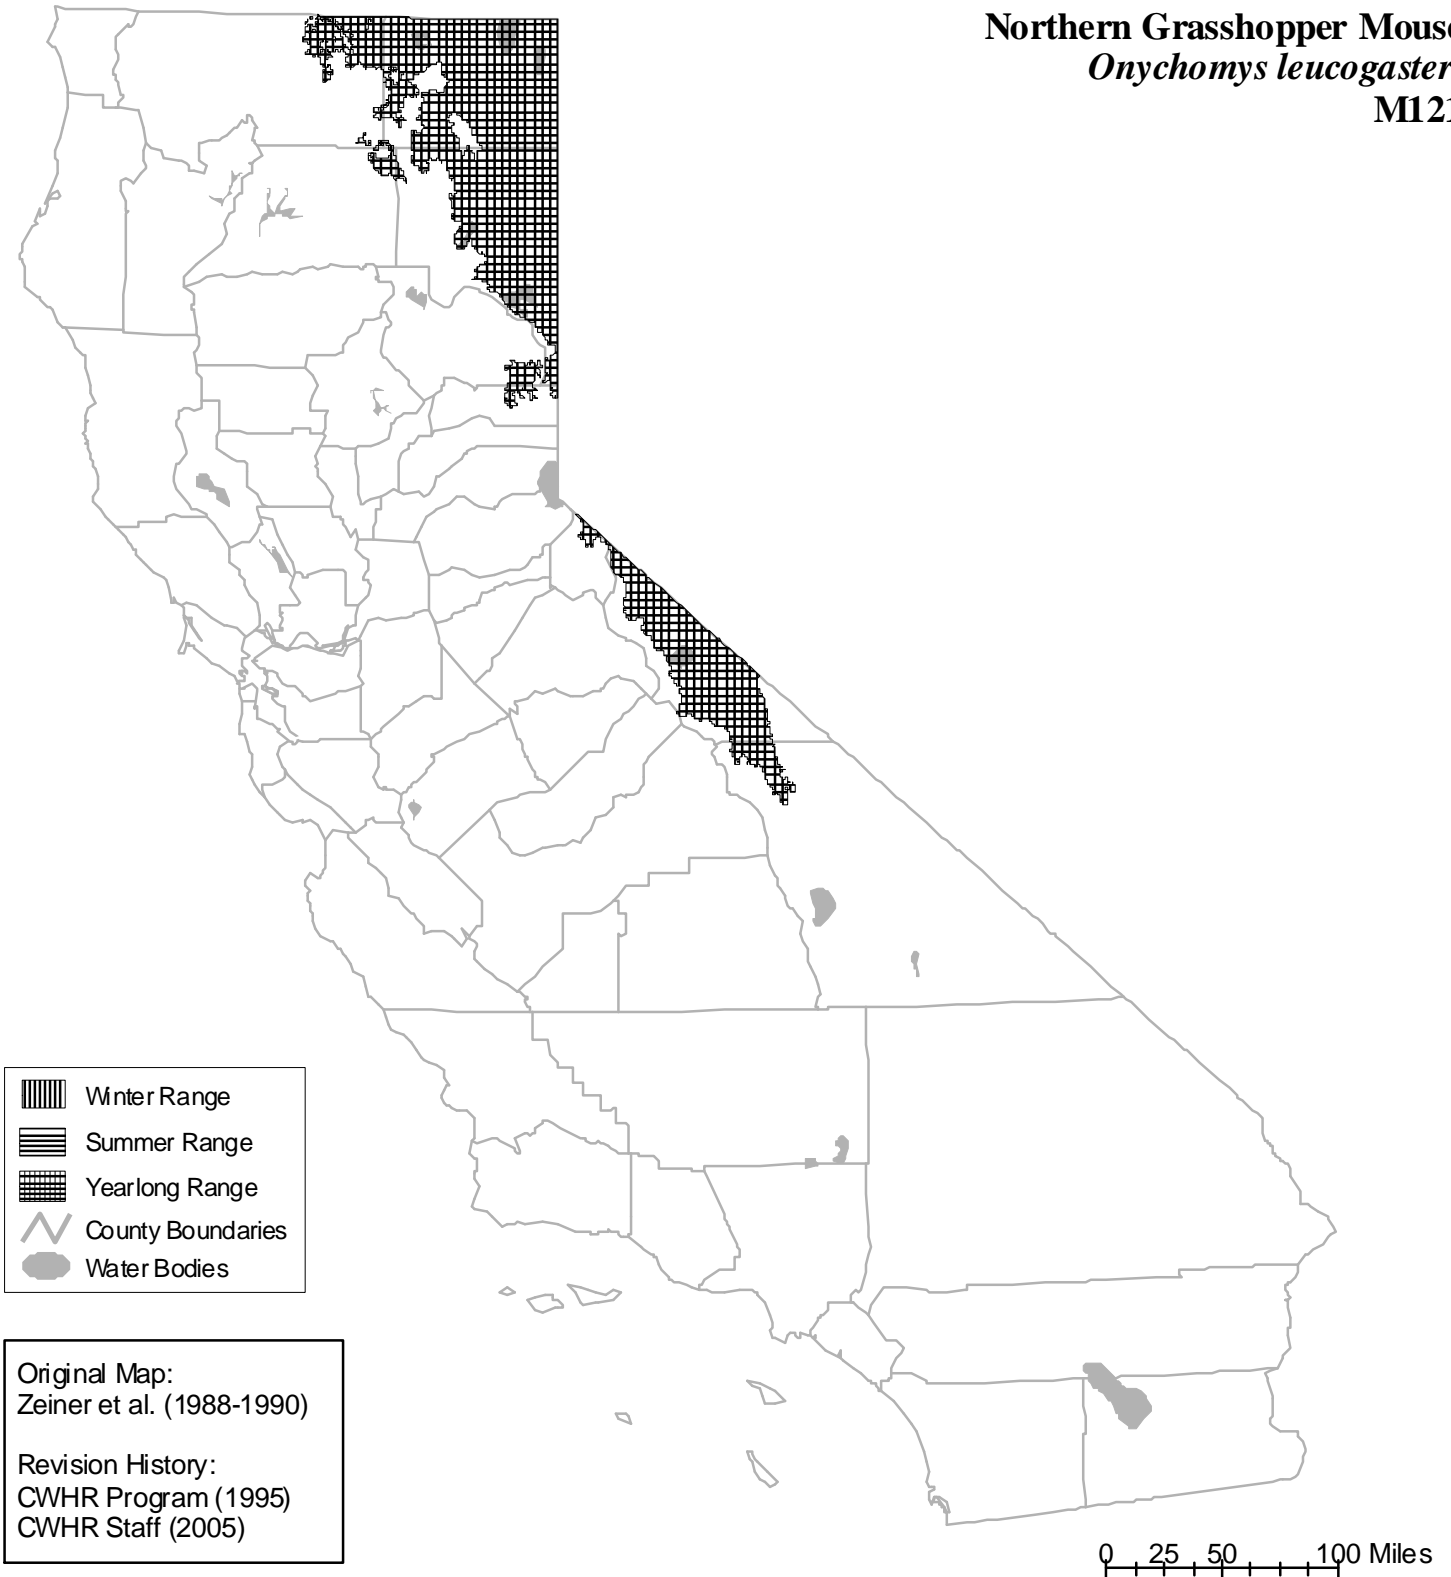 Northern Grasshopper Mouse
Onychomys leucogaster
M121
Winter Range
Summer Range
Yearlong Range
County Boundaries
Water Bodies
Original Map:
Zeiner et al. (1988-1990)
Revision History:
CWHR Program (1995)
CWHR Staff (2005)
0 25 50 100 Miles